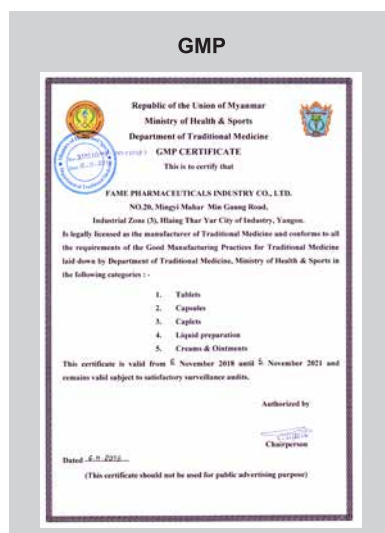 GMP
Republic of the Union of Myanmar
Ministry of Health & Sports
Department of Traditional Medicine
GMP CERTIFICATE
This is to certify that
FAME PHARMACEUTICALS INDUSTRY CO., LTD.
NO.20, Mingyi Mahar Min Gaung Road,
Industrial Zone (3), Hlaing Thar Yar City of Industry, Yangon.
Is legally licensed as the manufacturer of Traditional Medicine and conforms to all
the requirements of the Good Manufacturing Practices for Traditional Medicine
laid down by Department of Traditional Medicine, Ministry of Health & Sports in
the following categories : -
1. Tablets
2. Capsules
3. Caplets
4. Liquid preparation
5. Creams & Ointments
This certificate is valid from 6 November 2018 until 5 November 2021 and
remains valid subject to satisfactory surveillance audits.
Authorized by
Chairperson
Dated
(This certificate should not be used for public advertising purpose)